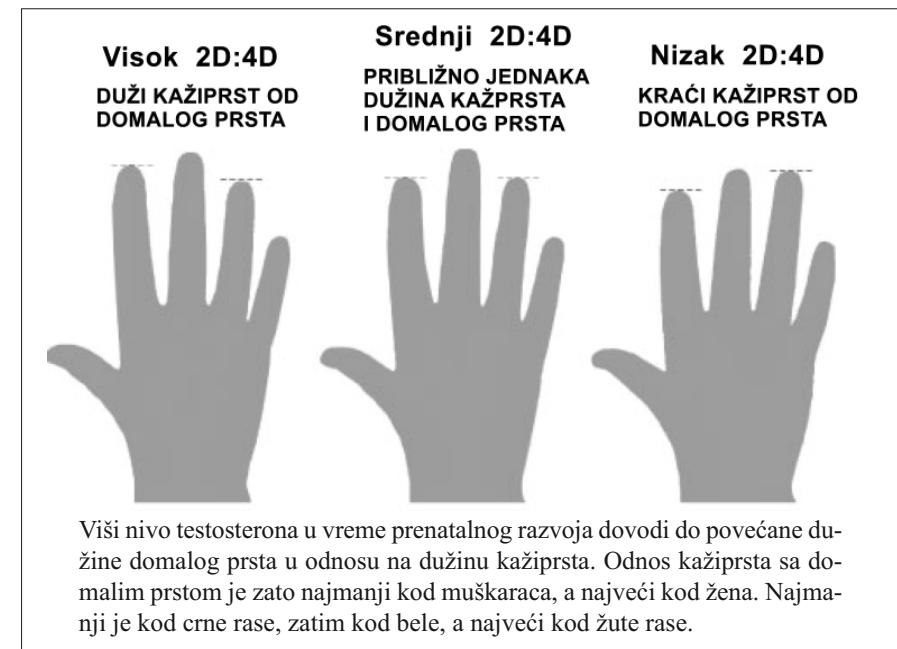 Visok 2D:4D
DUŽI KAŽIPRST OD
DOMALOG PRSTA
Srednji 2D:4D
PRIBLIŽNO JEDNAKA
DUŽINA KAŽPRSTA
I DOMALOG PRSTA
Nizak 2D:4D
KRAĆI KAŽIPRST OD
DOMALOG PRSTA
Viši nivo testosterona u vreme prenatalnog razvoja dovodi do povećane du-
žine domalog prsta u odnosu na dužinu kažiprsta. Odnos kažiprsta sa do-
malim prstom je zato najmanji kod muškaraca, a najveći kod žena. Najma-
nji je kod crne rase, zatim kod bele, a najveći kod žute rase.